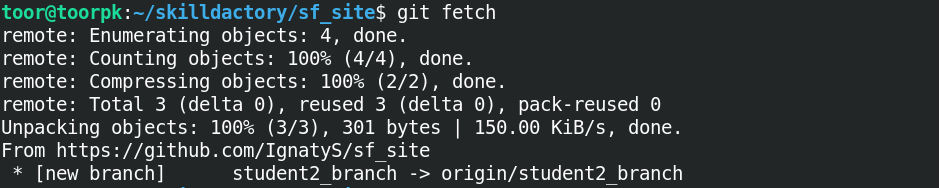 toor@toorpk:~/skilldactory/sf_site$ git fetch
remote: Enumerating objects: 4, done.
remote: Counting objects: 100% (4/4), done.
remote: Compressing objects: 100% (2/2), done.
remote: Total 3 (delta 0), reused 3 (delta 0), pack-reused 0
Unpacking objects: 100% (3/3), 301 bytes | 150.00 KiB/s, done.
From https://github.com/IgnatyS/sf_site
 * [new branch]      student2_branch -> origin/student2_branch